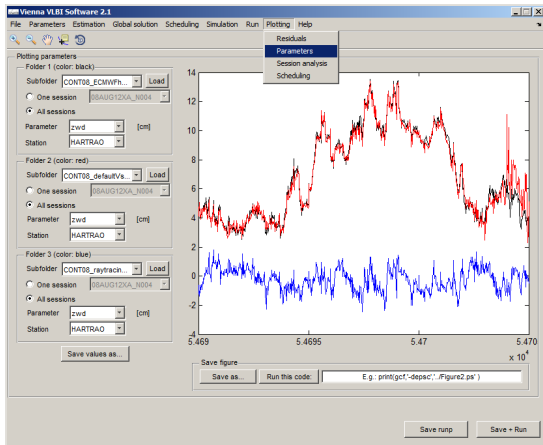 Vienna VLBI Software 2.1
File Parameters Estimation Global solution Scheduling Simulation Run Plotting Help
Residuals
Parameters
Session analysis
Scheduling
Plotting parameters
Folder 1 (color: black)
Subfolder CONT08_ECMWFh... Load
One session 08AUG12XA_N004
All sessions
Parameter zwd [cm]
Station HARTRAO
Folder 2 (color: red)
Subfolder CONT08_defaultVs... Load
One session 08AUG12XA_N004
All sessions
Parameter zwd [cm]
Station HARTRAO
Folder 3 (color: blue)
Subfolder CONT08_raytracin... Load
One session 08AUG12XA_N004
All sessions
Parameter zwd [cm]
Station HARTRAO
Save values as...
14
12
10
8
6
4
2
0
-2
-4
5.469 5.4695 5.47 5.470
x 10^4
Save figure
Save as... Run this code: E.g.: print(gcf,'-depsc','../Figure2.ps' )
Save runp Save + Run